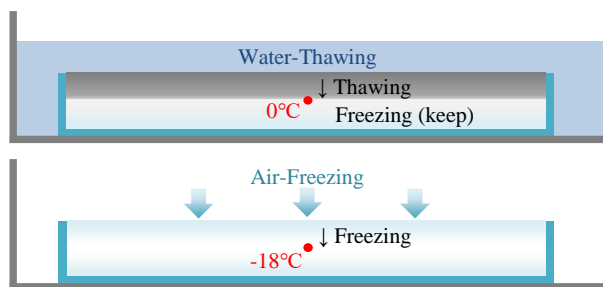 Water-Thawing
↓ Thawing
0℃
Freezing (keep)
Air-Freezing
↓ Freezing
-18℃